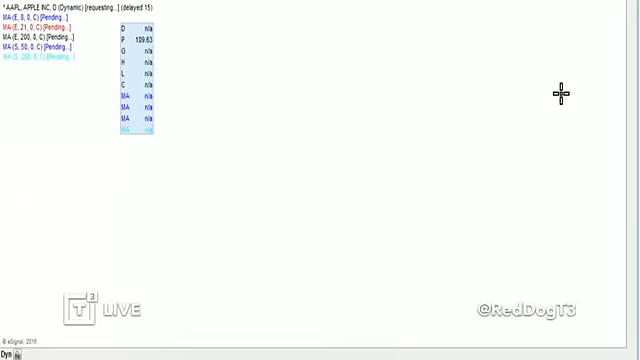 *AAPL, APPLE INC, D (Dynamic) [requesting...] (delayed 15)
MA (E, 8, 0, C) [Pending...]
MA (E, 21, 0, C) [Pending...]
MA (E, 200, 0, C) [Pending...]
MA (S, 50, 0, C) [Pending...]
MA (S, 200, 0, C) [Pending...]
D n/a
P 109.63
O n/a
H n/a
L n/a
C n/a
MA n/a
MA n/a
MA n/a
MA n/a
T3 LIVE
@RedDogT3
© eSignal, 2016
Dyn